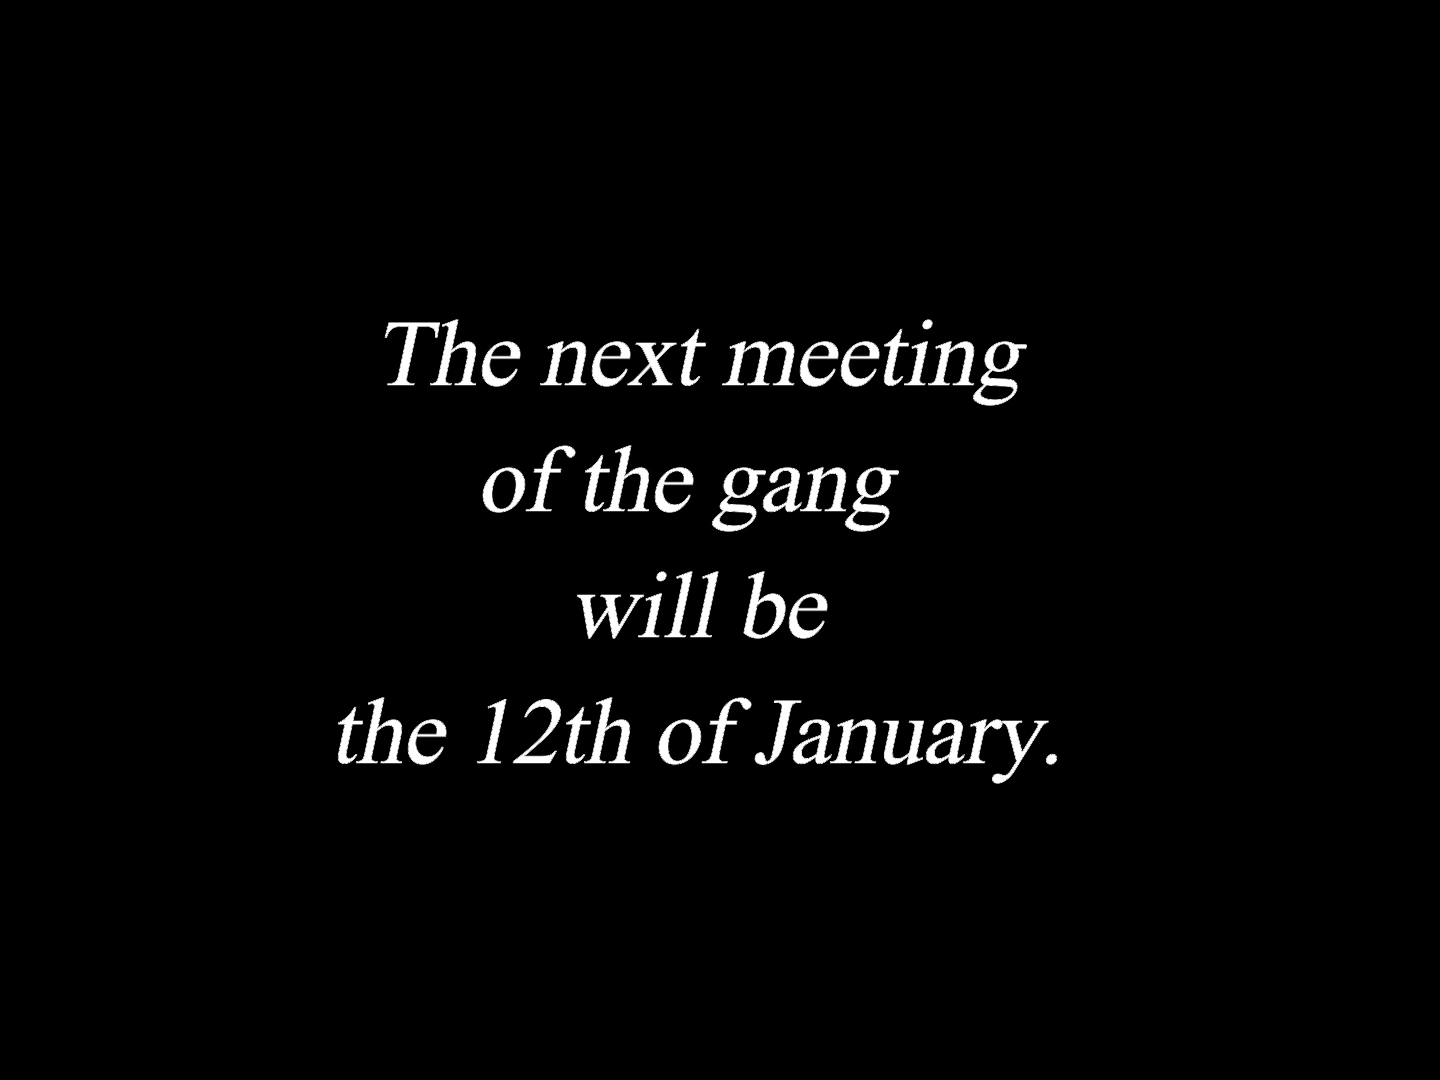 The next meeting
of the gang
will be
the 12th of January.